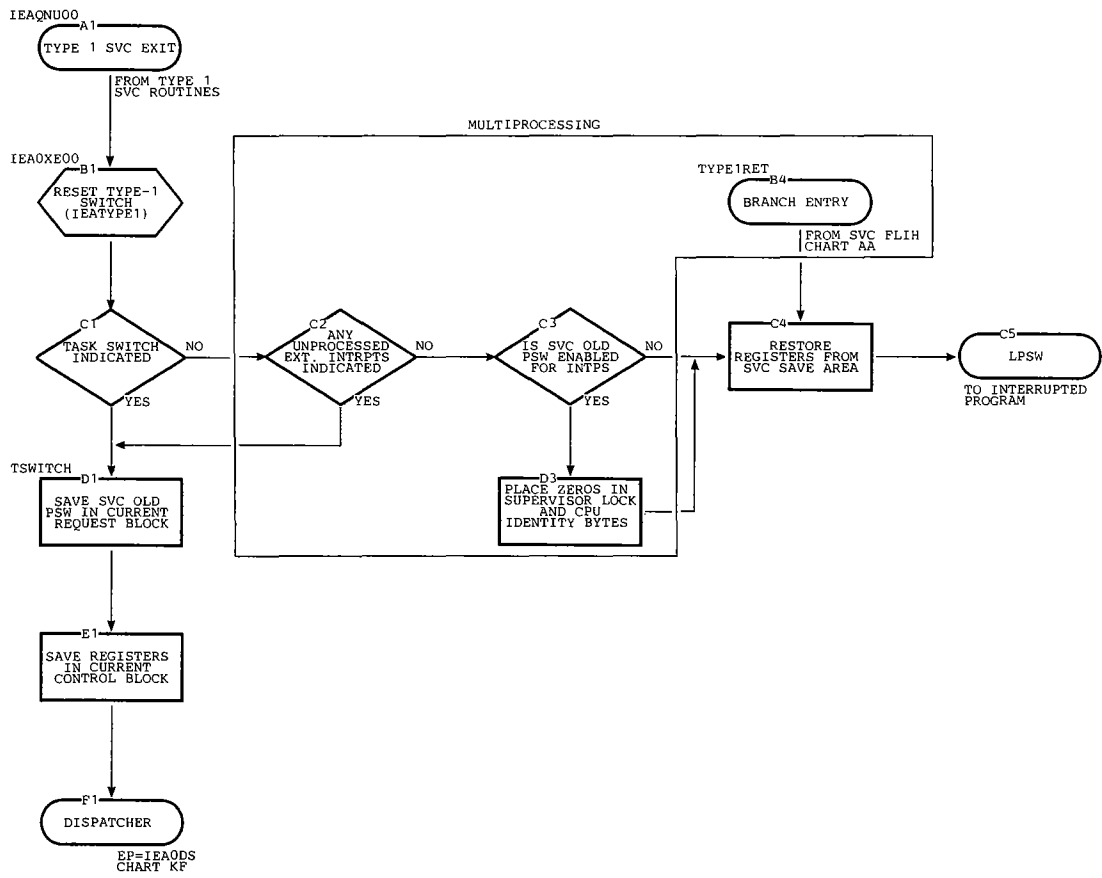 IEAQNU00
A1
TYPE 1 SVC EXIT
FROM TYPE 1
SVC ROUTINES
MULTIPROCESSING
IEA0XE00
B1
RESET TYPE-1
SWITCH
(IEATYPE1)
TYPE1RET
B4
BRANCH ENTRY
FROM SVC FLIH
CHART AA
C1
TASK SWITCH
INDICATED
NO
YES
C2
ANY
UNPROCESSED
EXT. INTRPTS
INDICATED
NO
YES
C3
IS SVC OLD
PSW ENABLED
FOR INTPS
NO
YES
C4
RESTORE
REGISTERS FROM
SVC SAVE AREA
C5
LPSW
TO INTERRUPTED
PROGRAM
TSWITCH
D1
SAVE SVC OLD
PSW IN CURRENT
REQUEST BLOCK
D3
PLACE ZEROS IN
SUPERVISOR LOCK
AND CPU
IDENTITY BYTES
E1
SAVE REGISTERS
IN CURRENT
CONTROL BLOCK
F1
DISPATCHER
EP=IEA0DS
CHART KF